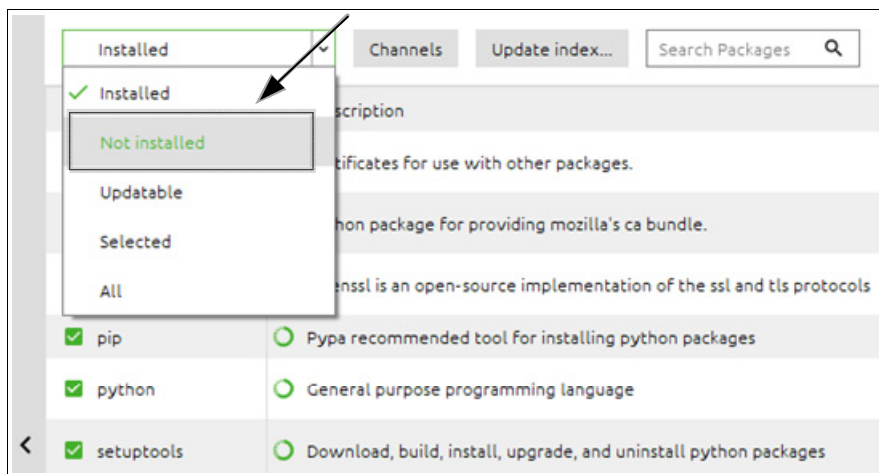 Installed
Channels
Update index...
Search Packages
Installed
scription
Not installed
tificates for use with other packages.
Updatable
hon package for providing mozilla's ca bundle.
Selected
enssl is an open-source implementation of the ssl and tls protocols
All
pip Pypa recommended tool for installing python packages
python General purpose programming language
setuptools Download, build, install, upgrade, and uninstall python packages